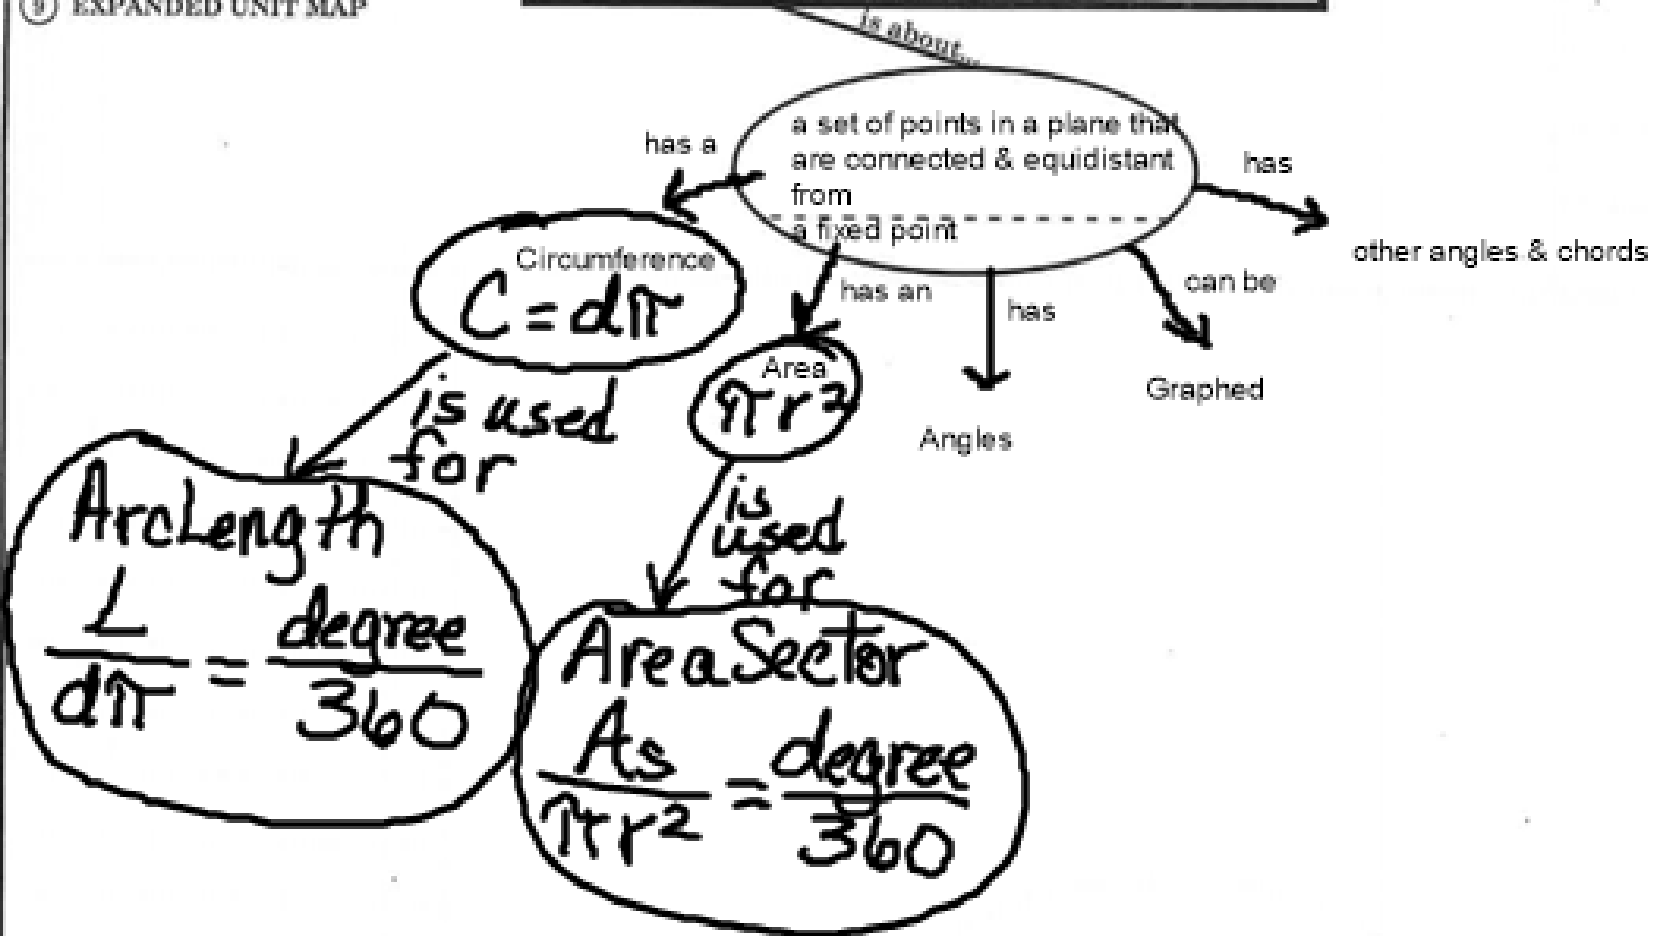 9 EXPANDED UNIT MAP
is about...
a set of points in a plane that
are connected & equidistant
from
a fixed point
has a
Circumference
C = dπ
is used
for
ArcLength
L
dπ
=
degree
360
has an
Area
πr²
is
used
for
Area Sector
As
πr²
=
degree
360
has
Angles
can be
Graphed
has
other angles & chords